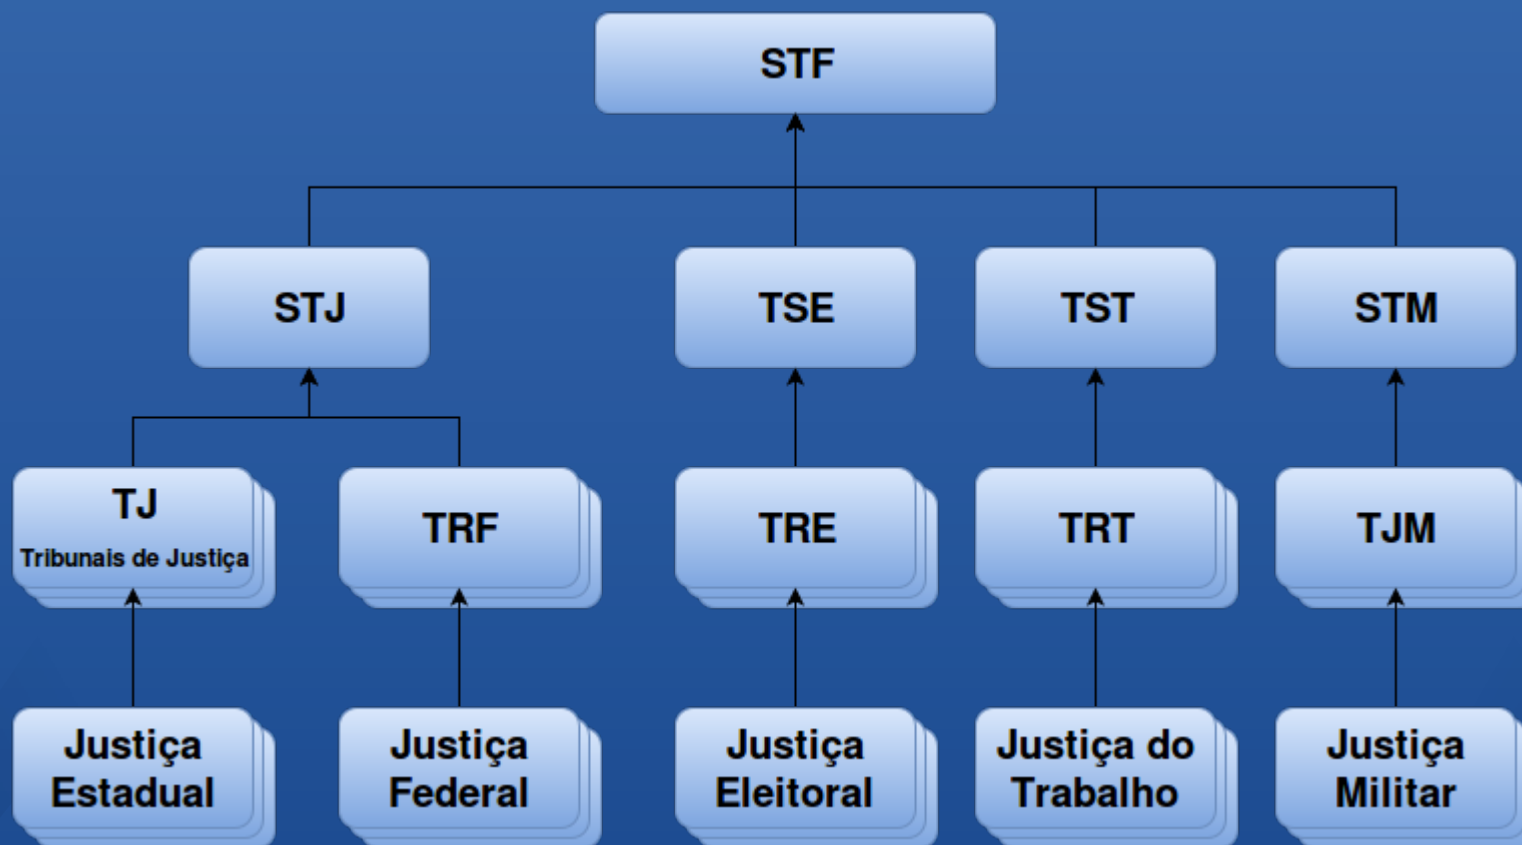 STF
STJ
TSE
TST
STM
TJ
Tribunais de Justiça
TRF
TRE
TRT
TJM
Justiça
Estadual
Justiça
Federal
Justiça
Eleitoral
Justiça do
Trabalho
Justiça
Militar